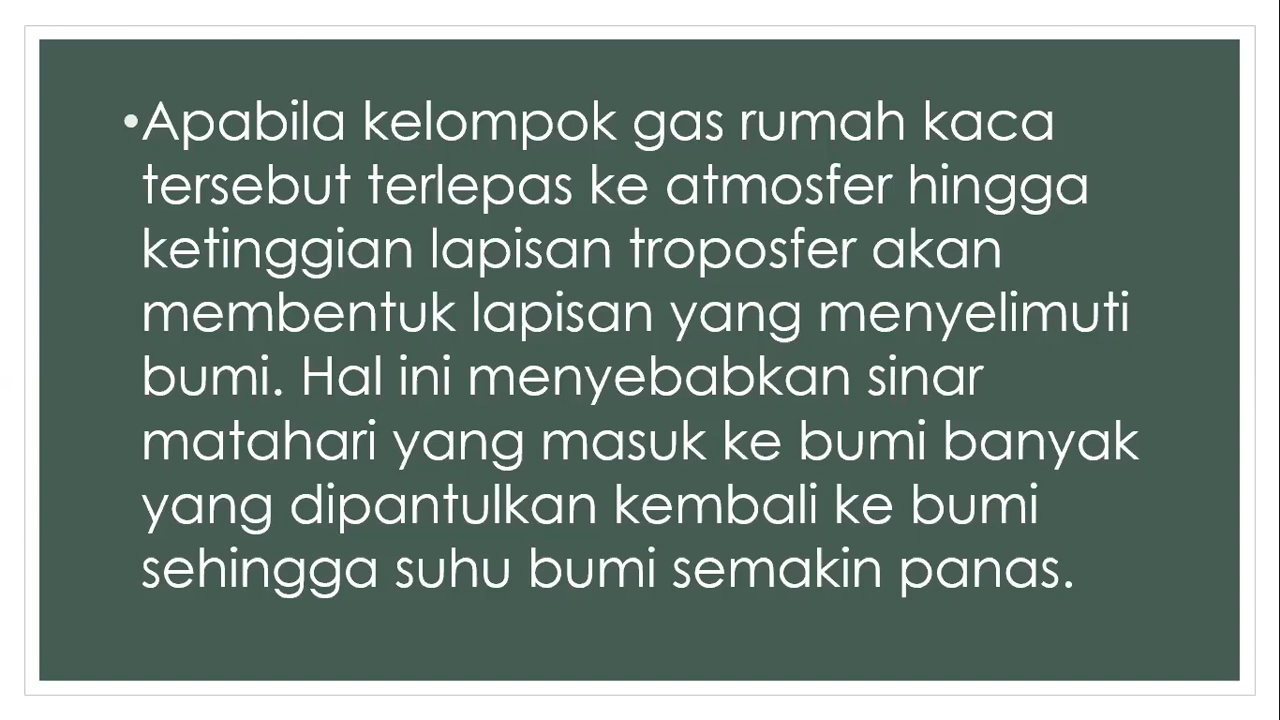 •Apabila kelompok gas rumah kaca
tersebut terlepas ke atmosfer hingga
ketinggian lapisan troposfer akan
membentuk lapisan yang menyelimuti
bumi. Hal ini menyebabkan sinar
matahari yang masuk ke bumi banyak
yang dipantulkan kembali ke bumi
sehingga suhu bumi semakin panas.